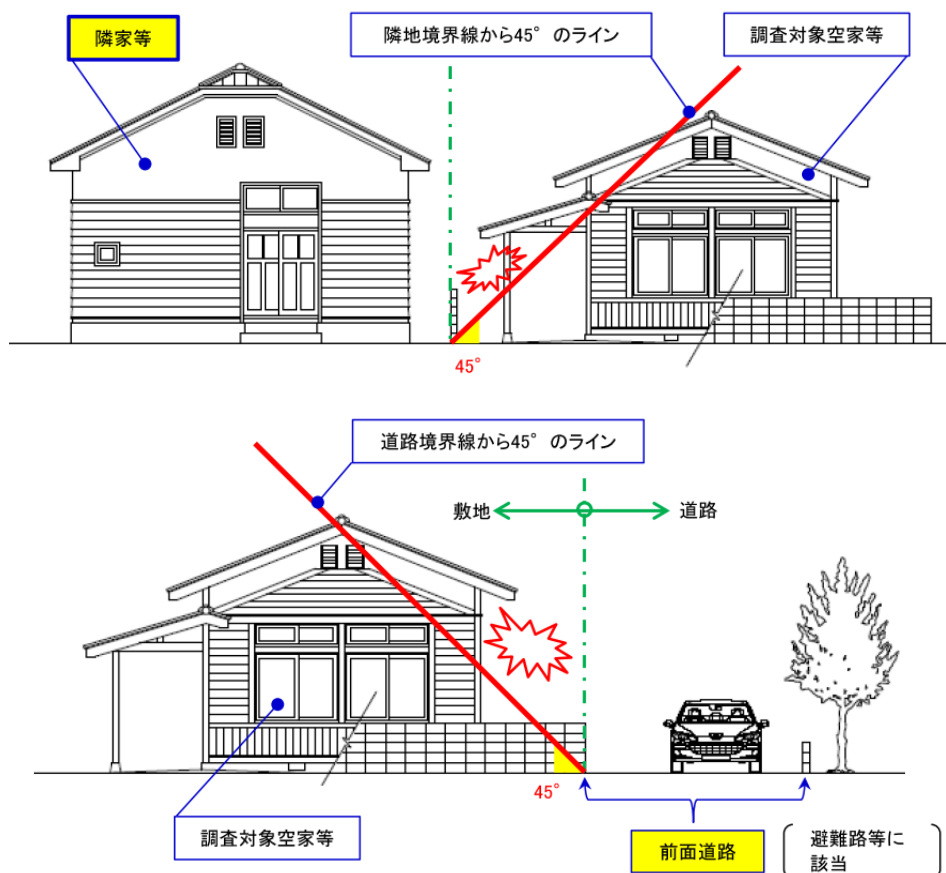 隣家等
隣地境界線から45°のライン
調査対象空家等
45°
道路境界線から45°のライン
敷地
道路
45°
調査対象空家等
前面道路
避難路等に
該当